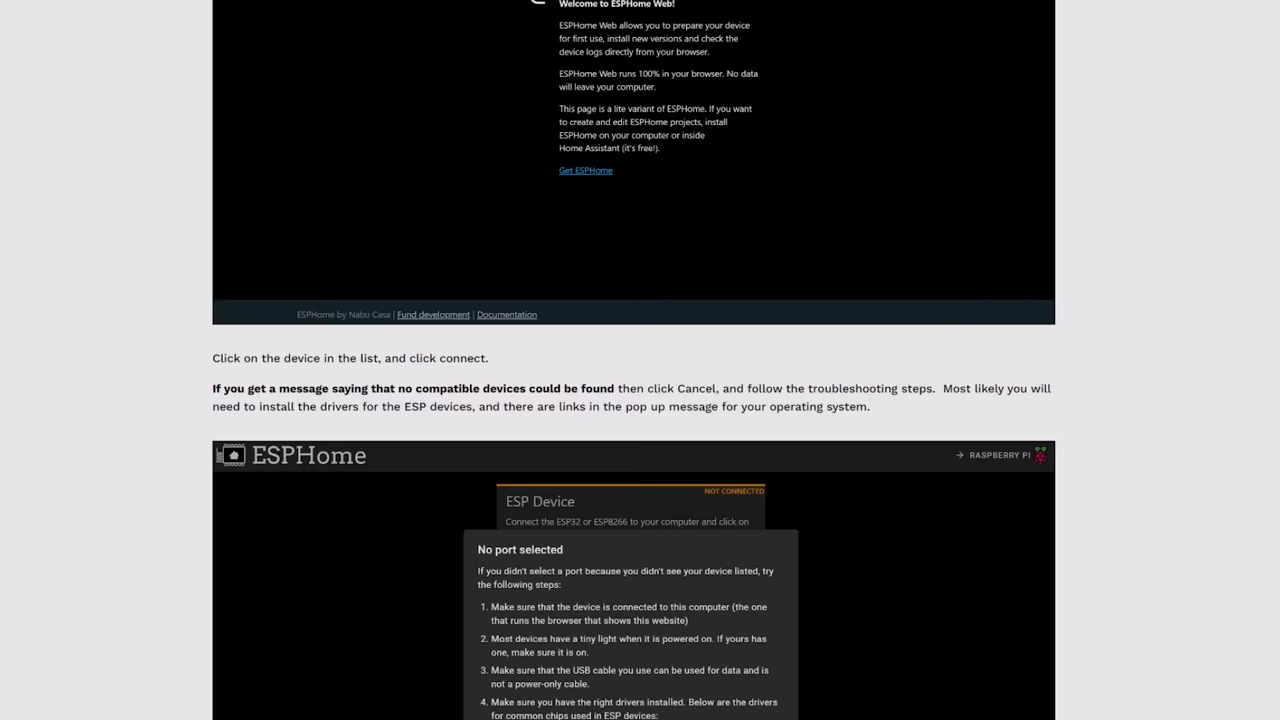 Welcome to ESPHome Web!
ESPHome Web allows you to prepare your device
for first use, install new versions and check the
device logs directly from your browser.
ESPHome Web runs 100% in your browser. No data
will leave your computer.
This page is a lite variant of ESPHome. If you want
to create and edit ESPHome projects, install
ESPHome on your computer or inside
Home Assistant (it's free!).
Get ESPHome
ESPHome by Nabu Casa | Fund development | Documentation
Click on the device in the list, and click connect.
If you get a message saying that no compatible devices could be found then click Cancel, and follow the troubleshooting steps.  Most likely you will
need to install the drivers for the ESP devices, and there are links in the pop up message for your operating system.
ESPHome
→ RASPBERRY PI
NOT CONNECTED
ESP Device
Connect the ESP32 or ESP8266 to your computer and click on
No port selected
If you didn't select a port because you didn't see your device listed, try
the following steps:
1. Make sure that the device is connected to this computer (the one
that runs the browser that shows this website)
2. Most devices have a tiny light when it is powered on. If yours has
one, make sure it is on.
3. Make sure that the USB cable you use can be used for data and is
not a power-only cable.
4. Make sure you have the right drivers installed. Below are the drivers
for common chips used in ESP devices: